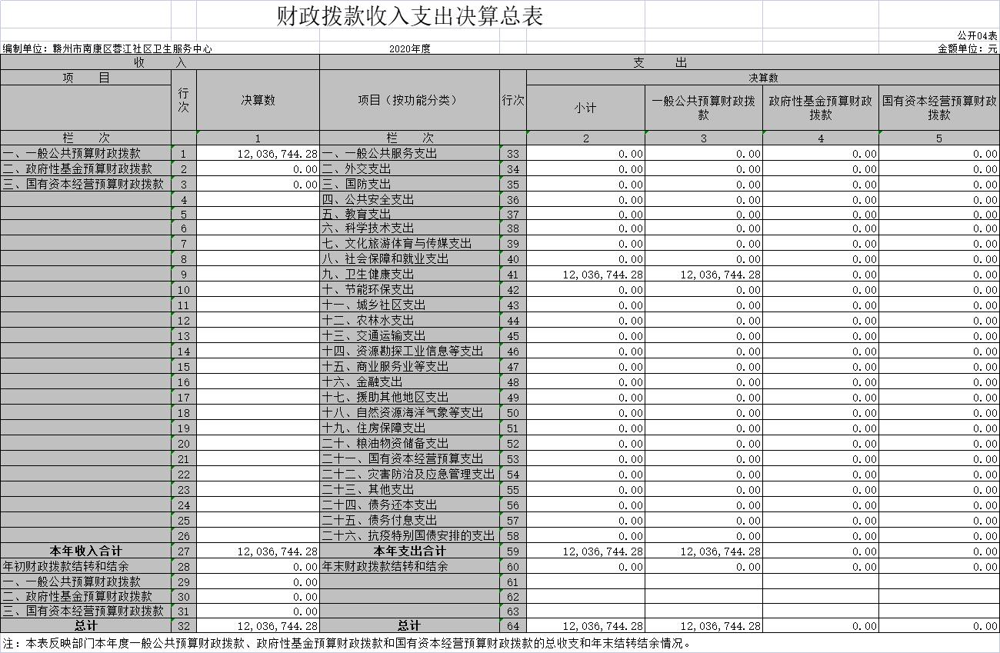 财政拨款收入支出决算总表
公开04表
编制单位：赣州市南康区蓉江社区卫生服务中心 2020年度 金额单位：元
收 入 支 出
项 目 行次 决算数 项目（按功能分类） 行次 决算数
小计 一般公共预算财政拨款 政府性基金预算财政拨款 国有资本经营预算财政拨款
栏 次 1 栏 次 2 3 4 5
一、一般公共预算财政拨款 1 12,036,744.28 一、一般公共服务支出 33 0.00 0.00 0.00 0.00
二、政府性基金预算财政拨款 2 0.00 二、外交支出 34 0.00 0.00 0.00 0.00
三、国有资本经营预算财政拨款 3 0.00 三、国防支出 35 0.00 0.00 0.00 0.00
4 四、公共安全支出 36 0.00 0.00 0.00 0.00
5 五、教育支出 37 0.00 0.00 0.00 0.00
6 六、科学技术支出 38 0.00 0.00 0.00 0.00
7 七、文化旅游体育与传媒支出 39 0.00 0.00 0.00 0.00
8 八、社会保障和就业支出 40 0.00 0.00 0.00 0.00
9 九、卫生健康支出 41 12,036,744.28 12,036,744.28 0.00 0.00
10 十、节能环保支出 42 0.00 0.00 0.00 0.00
11 十一、城乡社区支出 43 0.00 0.00 0.00 0.00
12 十二、农林水支出 44 0.00 0.00 0.00 0.00
13 十三、交通运输支出 45 0.00 0.00 0.00 0.00
14 十四、资源勘探工业信息等支出 46 0.00 0.00 0.00 0.00
15 十五、商业服务业等支出 47 0.00 0.00 0.00 0.00
16 十六、金融支出 48 0.00 0.00 0.00 0.00
17 十七、援助其他地区支出 49 0.00 0.00 0.00 0.00
18 十八、自然资源海洋气象等支出 50 0.00 0.00 0.00 0.00
19 十九、住房保障支出 51 0.00 0.00 0.00 0.00
20 二十、粮油物资储备支出 52 0.00 0.00 0.00 0.00
21 二十一、国有资本经营预算支出 53 0.00 0.00 0.00 0.00
22 二十二、灾害防治及应急管理支出 54 0.00 0.00 0.00 0.00
23 二十三、其他支出 55 0.00 0.00 0.00 0.00
24 二十四、债务还本支出 56 0.00 0.00 0.00 0.00
25 二十五、债务付息支出 57 0.00 0.00 0.00 0.00
26 二十六、抗疫特别国债安排的支出 58 0.00 0.00 0.00 0.00
本年收入合计 27 12,036,744.28 本年支出合计 59 12,036,744.28 12,036,744.28 0.00 0.00
年初财政拨款结转和结余 28 0.00 年末财政拨款结转和结余 60 0.00 0.00 0.00 0.00
一、一般公共预算财政拨款 29 0.00 61
二、政府性基金预算财政拨款 30 0.00 62
三、国有资本经营预算财政拨款 31 0.00 63
总计 32 12,036,744.28 总计 64 12,036,744.28 12,036,744.28 0.00 0.00
注：本表反映部门本年度一般公共预算财政拨款、政府性基金预算财政拨款和国有资本经营预算财政拨款的总收支和年末结转结余情况。